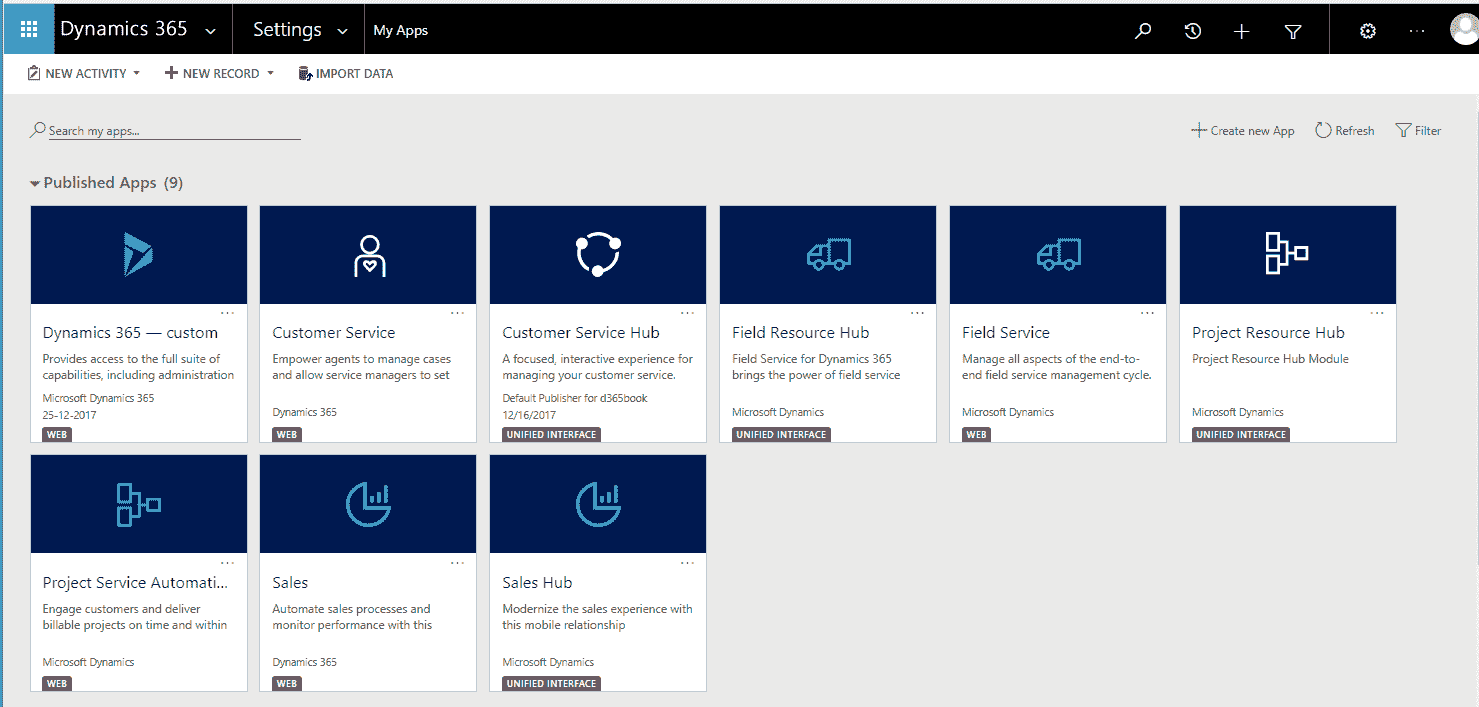 Dynamics 365
Settings
My Apps
...
NEW ACTIVITY
NEW RECORD
IMPORT DATA
Search my apps...
Create new App
Refresh
Filter
Published Apps (9)
...
Dynamics 365 — custom
Provides access to the full suite of
capabilities, including administration
Microsoft Dynamics 365
25-12-2017
WEB
...
Customer Service
Empower agents to manage cases
and allow service managers to set
Dynamics 365
WEB
...
Customer Service Hub
A focused, interactive experience for
managing your customer service.
Default Publisher for d365book
12/16/2017
UNIFIED INTERFACE
...
Field Resource Hub
Field Service for Dynamics 365
brings the power of field service
Microsoft Dynamics
UNIFIED INTERFACE
...
Field Service
Manage all aspects of the end-to-
end field service management cycle.
Microsoft Dynamics
WEB
...
Project Resource Hub
Project Resource Hub Module
Microsoft Dynamics
UNIFIED INTERFACE
...
Project Service Automati...
Engage customers and deliver
billable projects on time and within
Microsoft Dynamics
WEB
...
Sales
Automate sales processes and
monitor performance with this
Dynamics 365
WEB
...
Sales Hub
Modernize the sales experience with
this mobile relationship
Microsoft Dynamics
UNIFIED INTERFACE